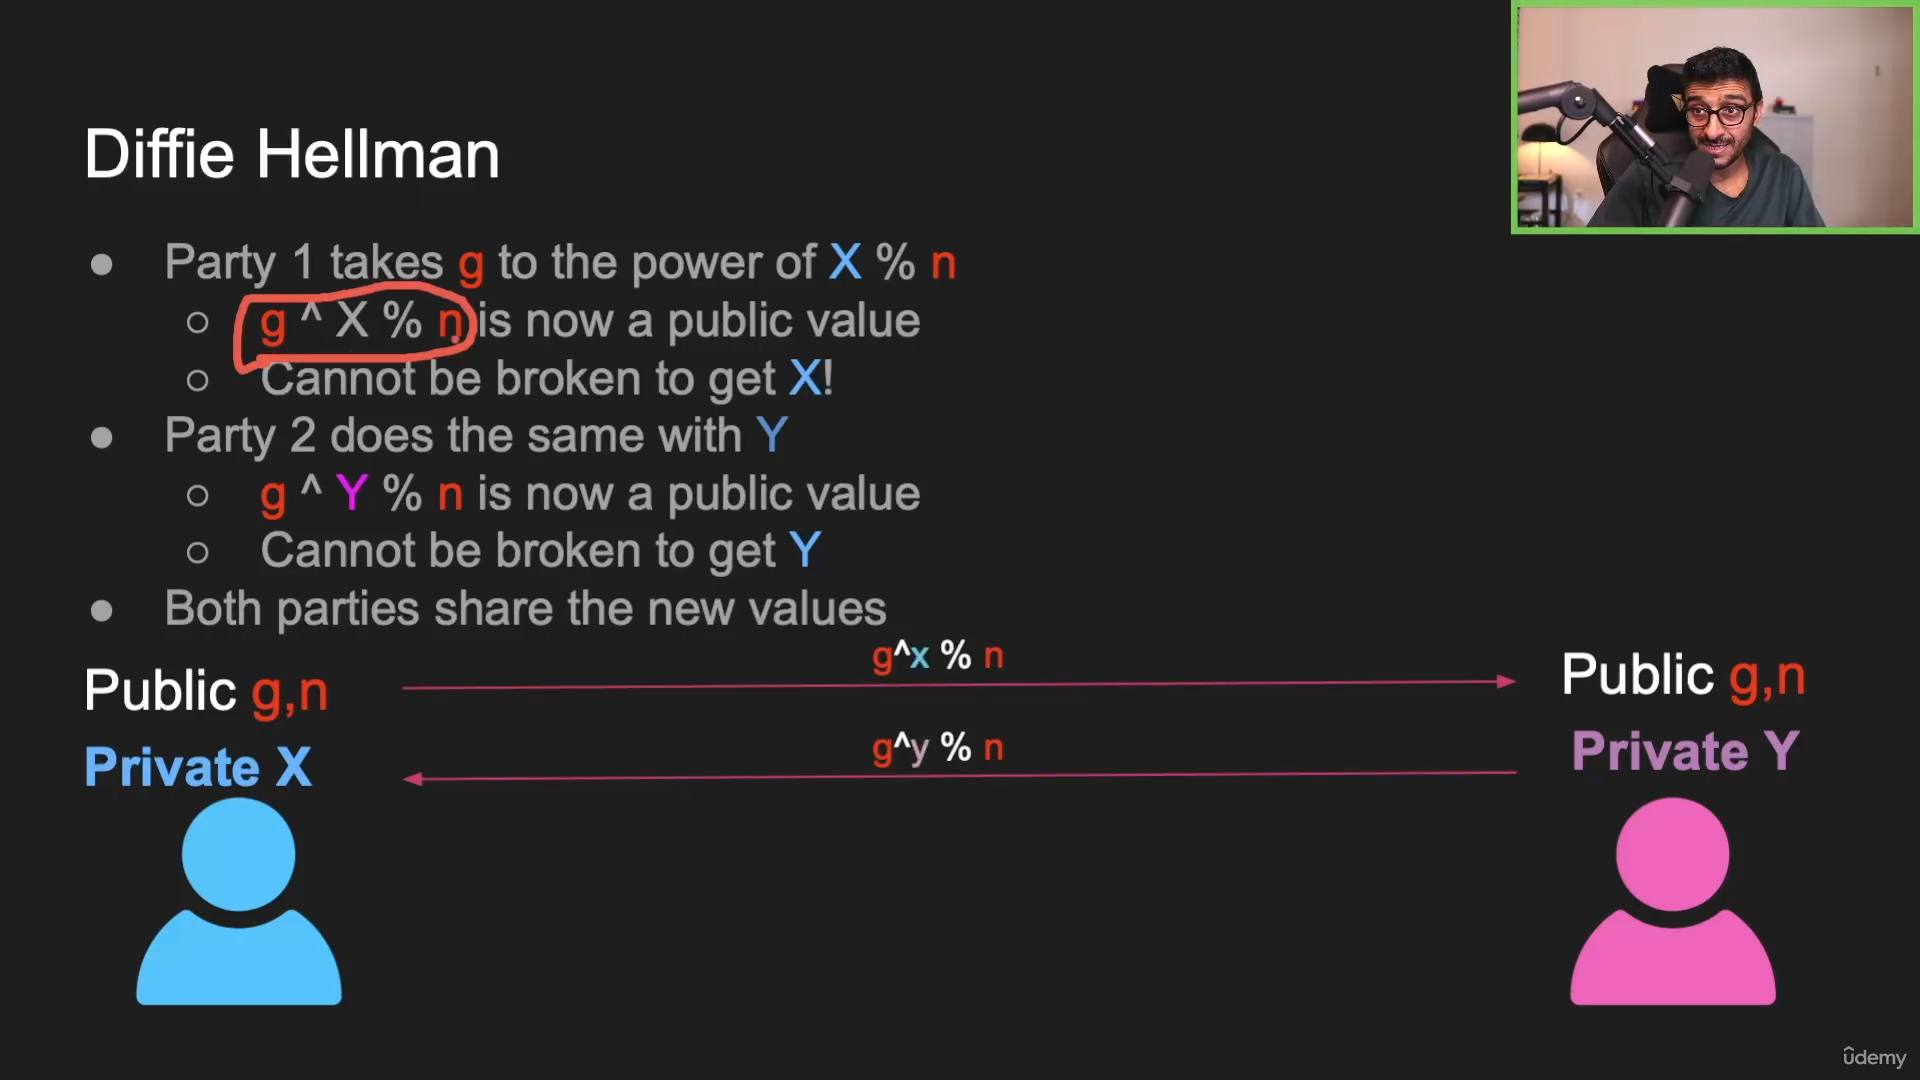 Diffie Hellman
● Party 1 takes g to the power of X % n
○ g ^ X % n is now a public value
○ Cannot be broken to get X!
● Party 2 does the same with Y
○ g ^ Y % n is now a public value
○ Cannot be broken to get Y
● Both parties share the new values
g^x % n
Public g,n
Public g,n
g^y % n
Private X
Private Y
ûdemy